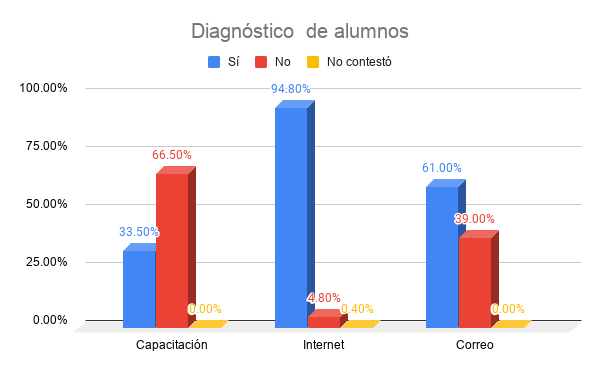 Diagnóstico  de alumnos
Sí No No contestó
100.00%
75.00%
50.00%
25.00%
0.00%
33.50% 66.50% 0.00%
94.80% 4.80% 0.40%
61.00% 39.00% 0.00%
Capacitación Internet Correo